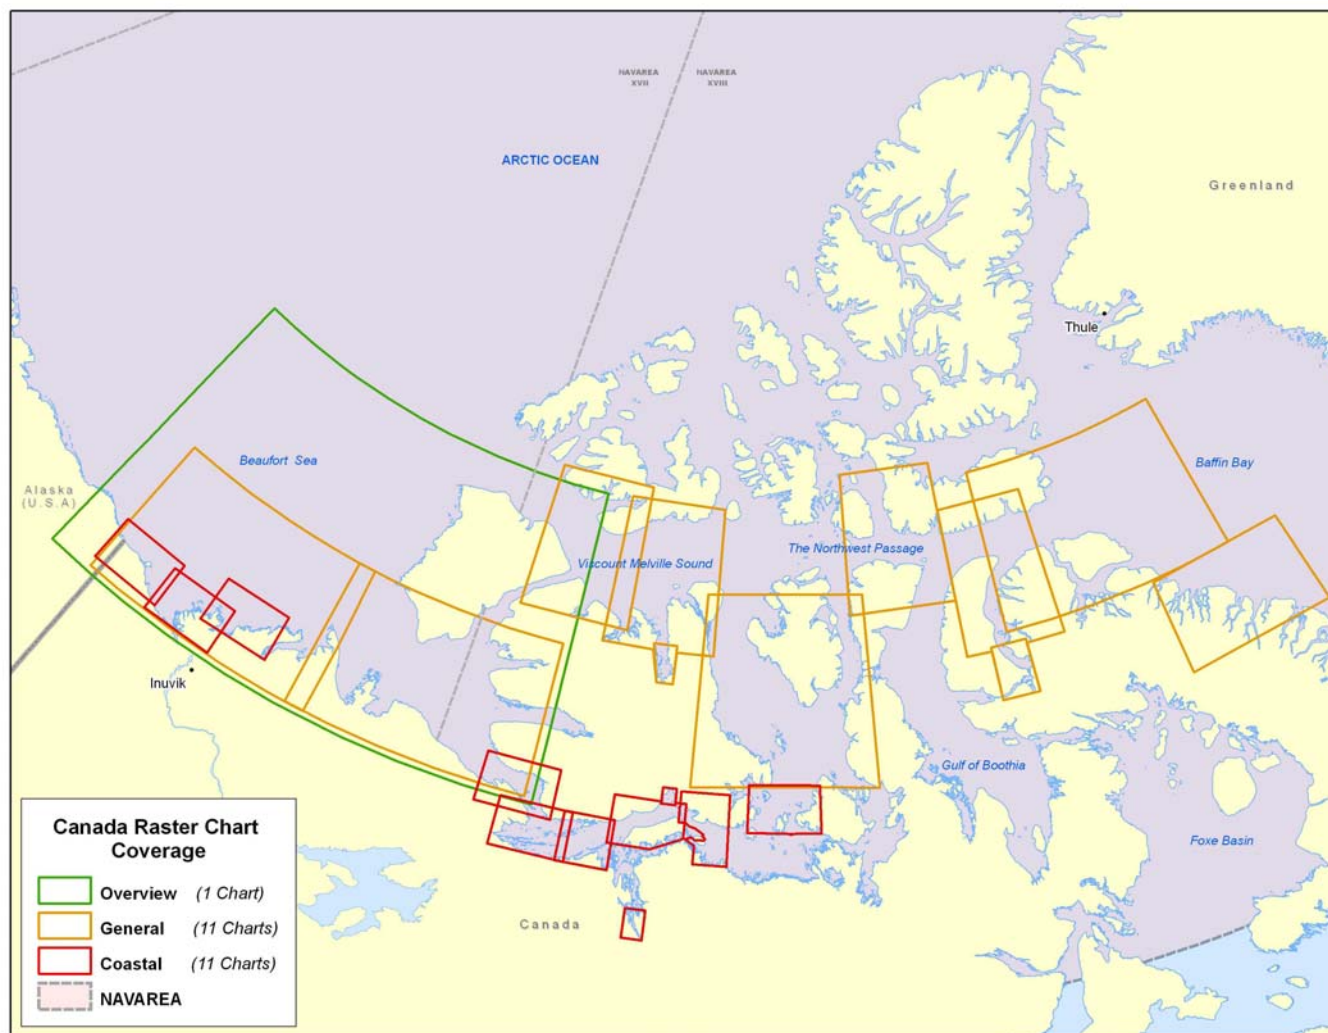 NAVAREA
XVII
NAVAREA
XVIII
ARCTIC OCEAN
Greenland
Thule
Beaufort Sea
Baffin Bay
Alaska
(U.S.A)
Viscount Melville Sound
The Northwest Passage
Inuvik
Gulf of Boothia
Foxe Basin
Canada
Canada Raster Chart
Coverage
Overview (1 Chart)
General (11 Charts)
Coastal (11 Charts)
NAVAREA